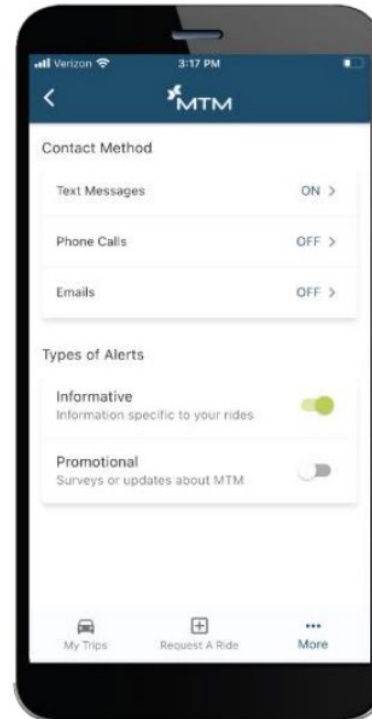 Verizon 3:17 PM
MTM
Contact Method
Text Messages ON >
Phone Calls OFF >
Emails OFF >
Types of Alerts
Informative
Information specific to your rides
Promotional
Surveys or updates about MTM
My Trips Request A Ride More